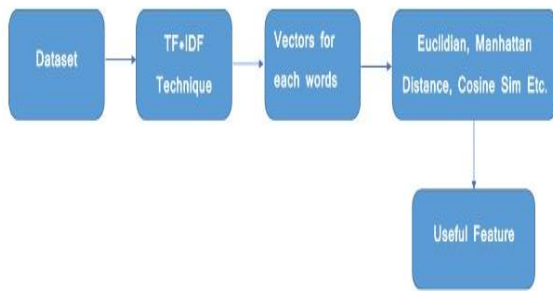 Dataset
TF•IDF
Technique
Vectors for
each words
Euclidian, Manhattan
Distance, Cosine Sim Etc.
Useful Feature